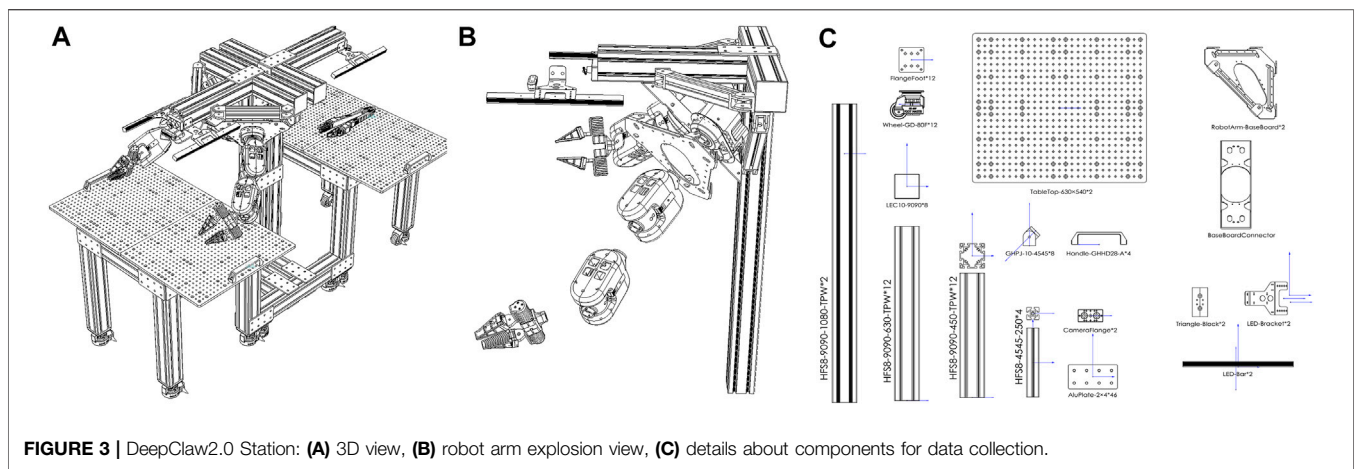 A
B
C
FlangeFoot*12
Wheel-GD-80F*12
LEC10-9090*8
TableTop-630×540*2
RobotArm-BaseBoard*2
BaseBoardConnector
GHPJ-10-4545*8
Handle-GHHD28-A*4
HFS8-9090-1080-TPW*2
HFS8-9090-630-TPW*12
HFS8-9090-450-TPW*12
HFS8-4545-250*4
CameraFlange*2
AluPlate-2×4*46
Triangle-Block*2
LED-Bracket*2
LED-Bar*2
FIGURE 3 | DeepClaw2.0 Station: (A) 3D view, (B) robot arm explosion view, (C) details about components for data collection.